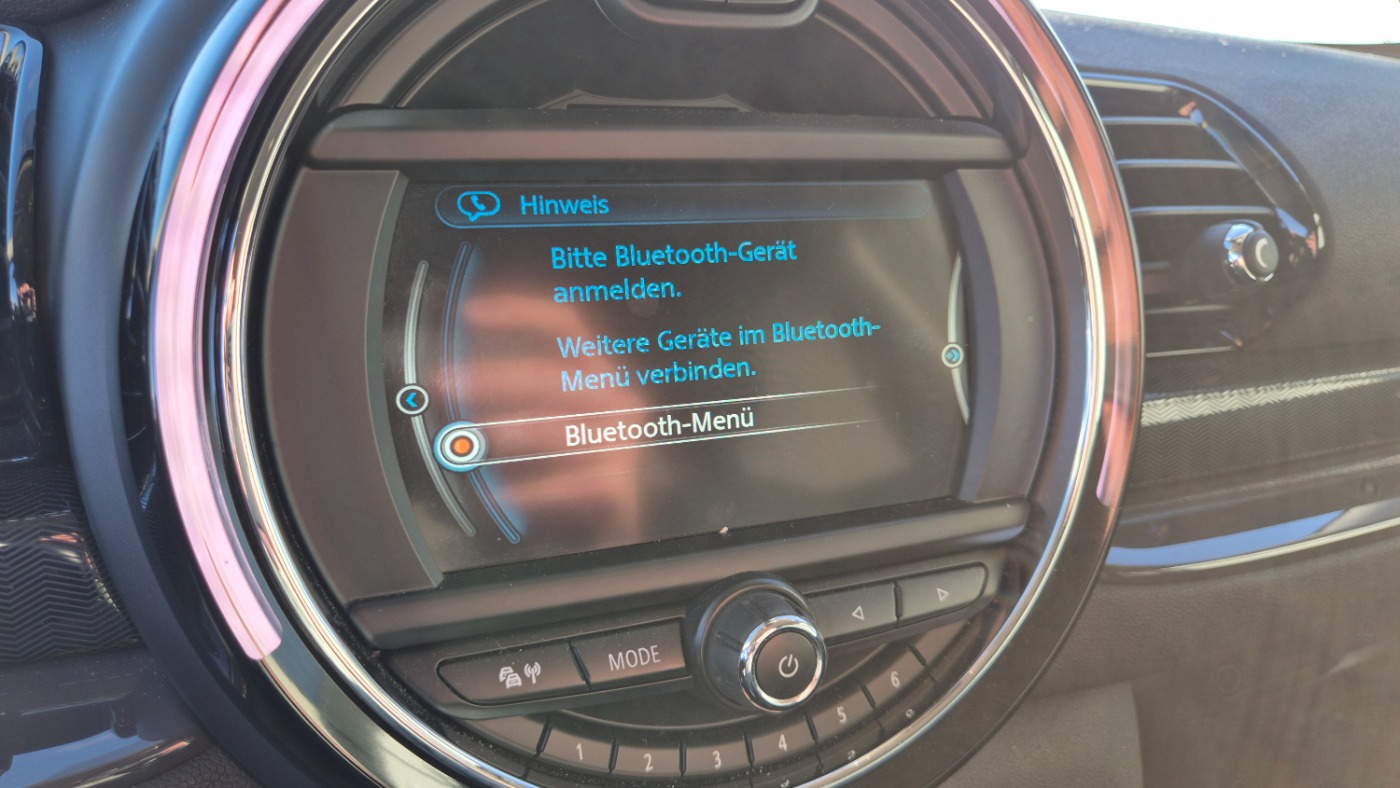 Hinweis
Bitte Bluetooth-Gerät
anmelden.
Weitere Geräte im Bluetooth-
Menü verbinden.
Bluetooth-Menü
MODE
1 2 3 4 5 6